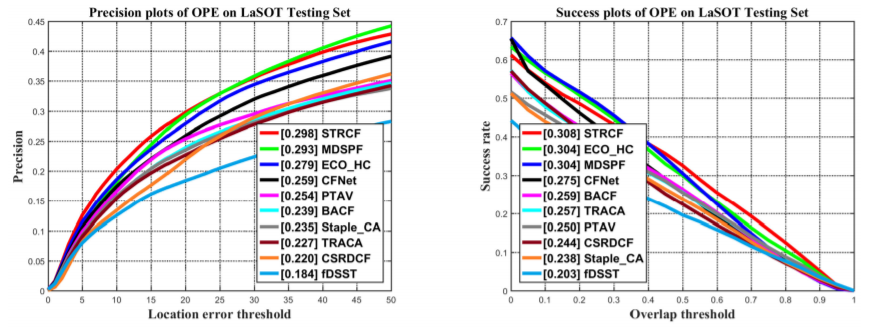 Precision plots of OPE on LaSOT Testing Set
0.45
0.4
0.35
0.3
0.25
0.2
0.15
0.1
0.05
0
Precision
[0.298] STRCF
[0.293] MDSPF
[0.279] ECO_HC
[0.259] CFNet
[0.254] PTAV
[0.239] BACF
[0.235] Staple_CA
[0.227] TRACA
[0.220] CSRDCF
[0.184] fDSST
0 5 10 15 20 25 30 35 40 45 50
Location error threshold
Success plots of OPE on LaSOT Testing Set
0.7
0.6
0.5
0.4
0.3
0.2
0.1
0
Success rate
[0.308] STRCF
[0.304] ECO_HC
[0.304] MDSPF
[0.275] CFNet
[0.259] BACF
[0.257] TRACA
[0.250] PTAV
[0.244] CSRDCF
[0.238] Staple_CA
[0.203] fDSST
0 0.1 0.2 0.3 0.4 0.5 0.6 0.7 0.8 0.9 1
Overlap threshold